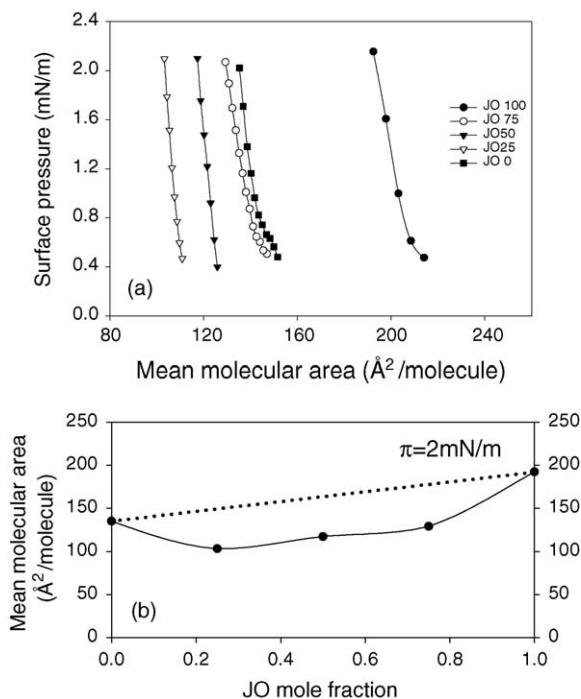 Surface pressure (mN/m)
2.4
2.0
1.6
1.2
0.8
0.4
0.0
JO 100
JO 75
JO50
JO25
JO 0
(a)
80 120 160 200 240
Mean molecular area (Å²/molecule)
Mean molecular area
(Å²/molecule)
250
200
150
100
50
0
π=2mN/m
250
200
150
100
50
0
(b)
0.0 0.2 0.4 0.6 0.8 1.0
JO mole fraction